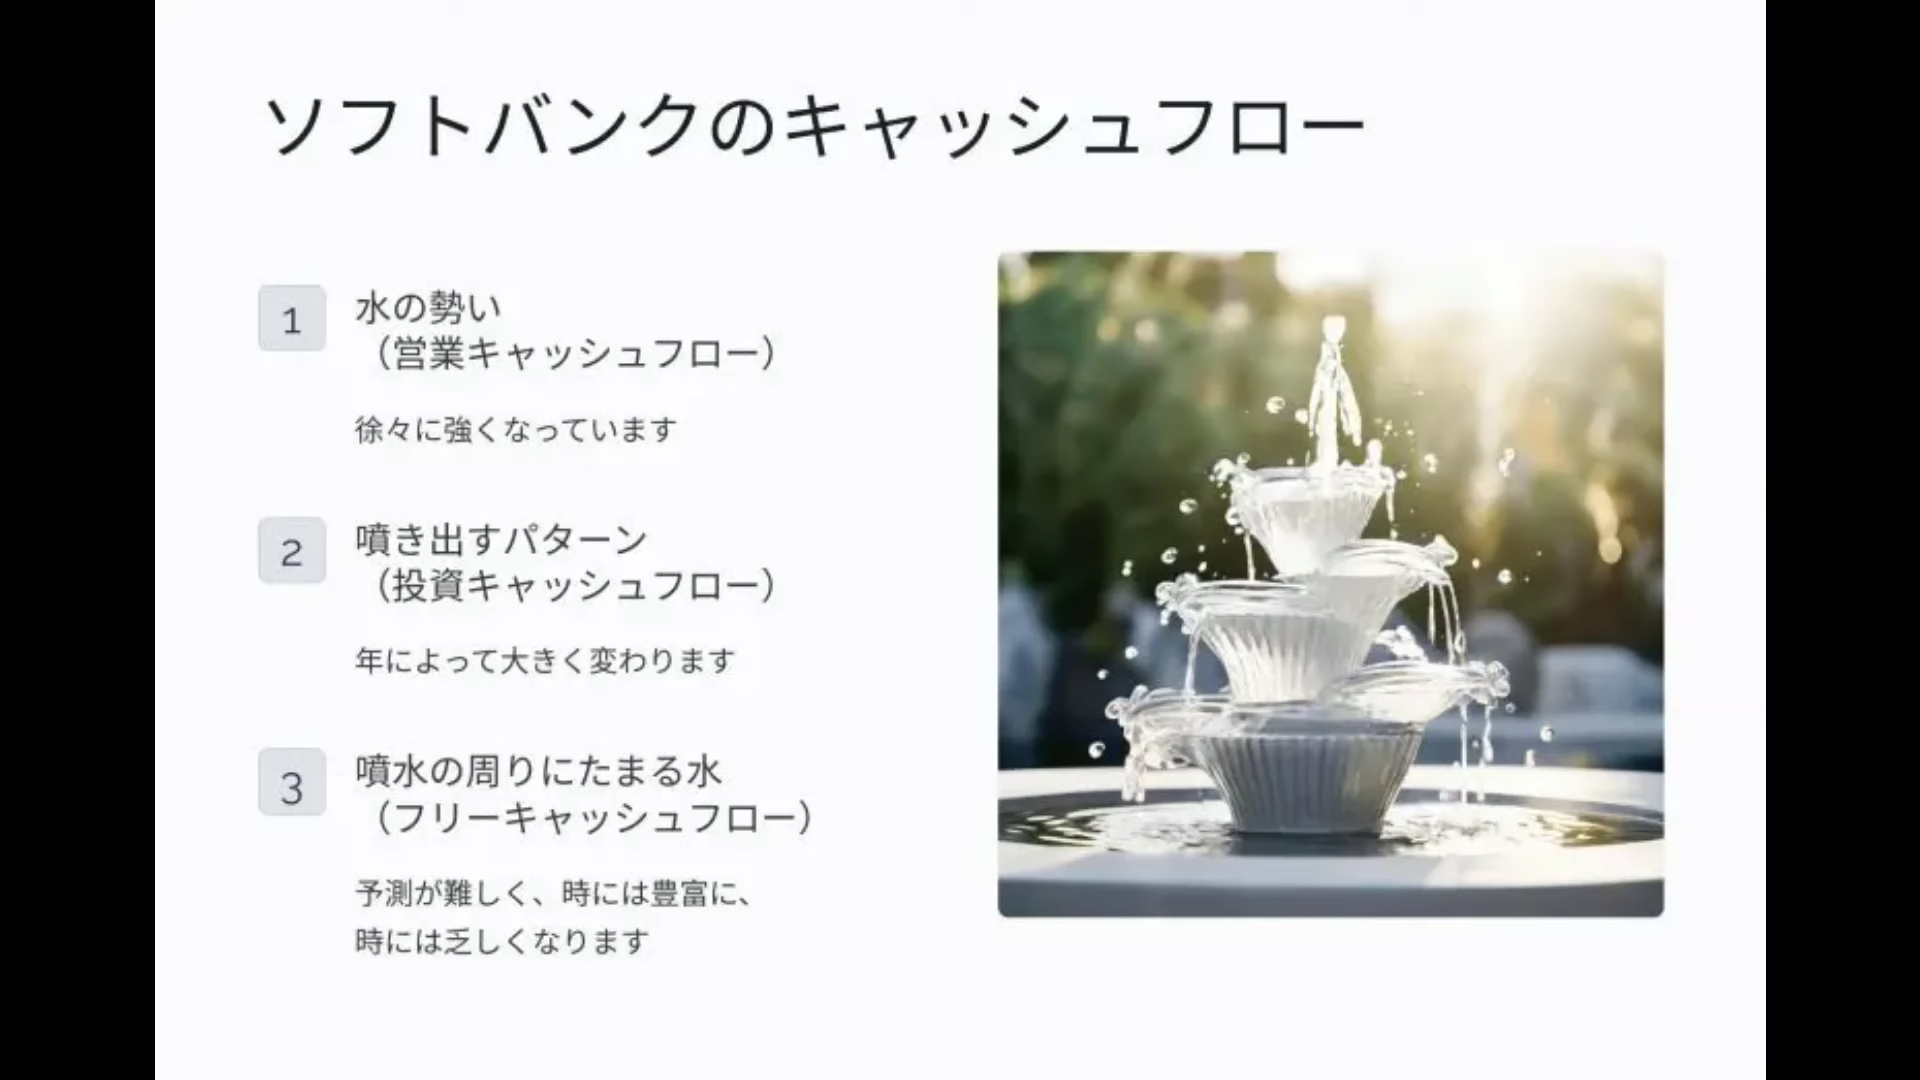 ソフトバンクのキャッシュフロー
1
水の勢い
（営業キャッシュフロー）
徐々に強くなっています
2
噴き出すパターン
（投資キャッシュフロー）
年によって大きく変わります
3
噴水の周りにたまる水
（フリーキャッシュフロー）
予測が難しく、時には豊富に、
時には乏しくなります